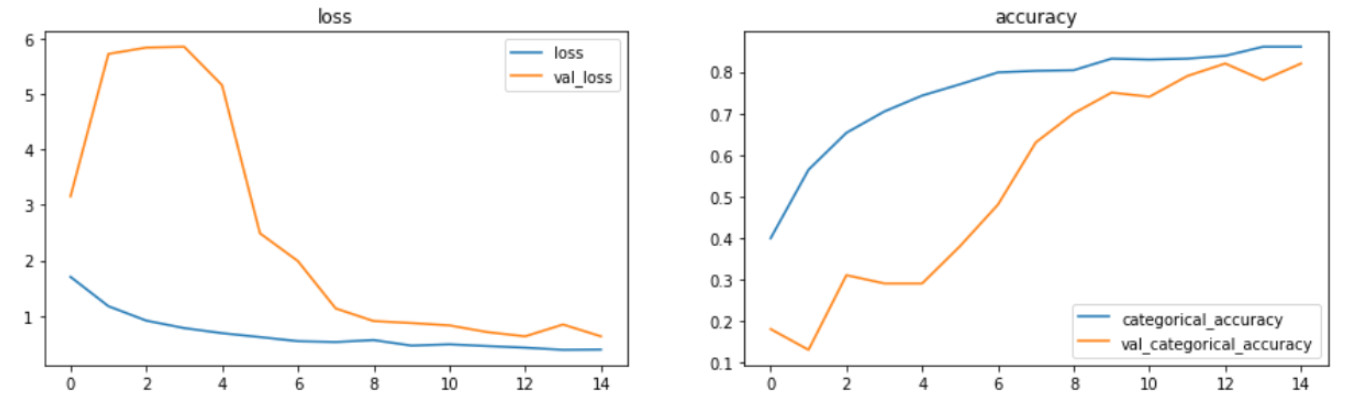 loss
6
5
4
3
2
1
loss
val_loss
0 2 4 6 8 10 12 14
accuracy
0.8
0.7
0.6
0.5
0.4
0.3
0.2
0.1
categorical_accuracy
val_categorical_accuracy
0 2 4 6 8 10 12 14